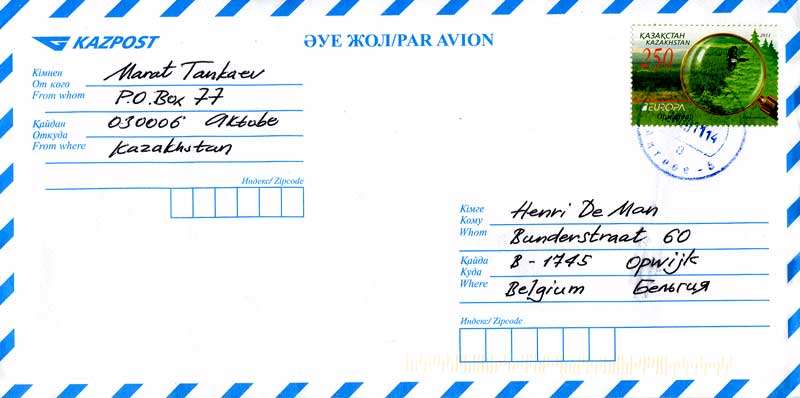 KAZPOST
ӘУЕ ЖОЛ/PAR AVION
ҚАЗАҚСТАН 2011
KAZAKHSTAN
250
EUROPA
Кімнен Marat Tankaev
От кого
From whom P.O.Box 77
Қайдан 030006 Aktobe
Откуда
From where Kazakhstan
Индекс/ Zipcode
14
Кімге Henri De Man
Кому
Whom Bunderstraat 60
Қайда B - 1745 Opwijk
Куда
Where Belgium Бельгия
Индекс/ Zipcode